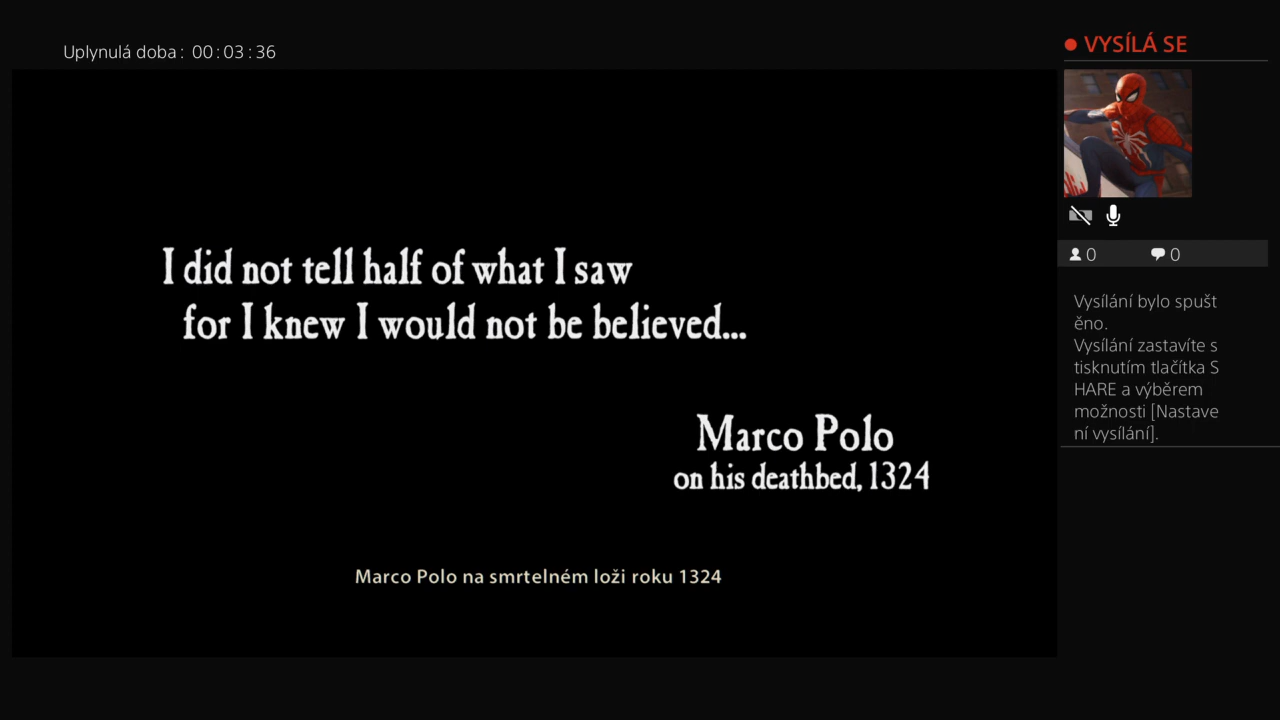 Uplynulá doba: 00:03:36
VYSÍLÁ SE
I did not tell half of what I saw
for I knew I would not be believed...
Marco Polo
on his deathbed, 1324
Marco Polo na smrtelném loži roku 1324
0
0
Vysílání bylo spušt
ěno.
Vysílání zastavíte s
tisknutím tlačítka S
HARE a výběrem
možnosti [Nastave
ní vysílání].